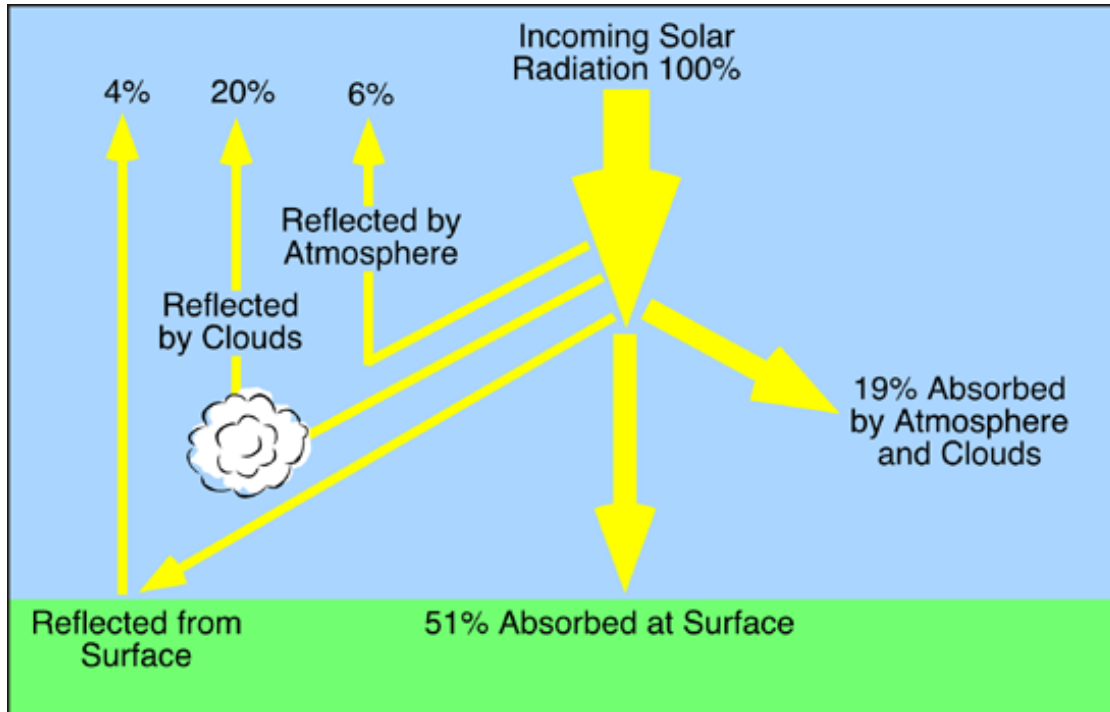 Incoming Solar
Radiation 100%
4%
20%
6%
Reflected by
Atmosphere
Reflected
by Clouds
19% Absorbed
by Atmosphere
and Clouds
Reflected from
Surface
51% Absorbed at Surface